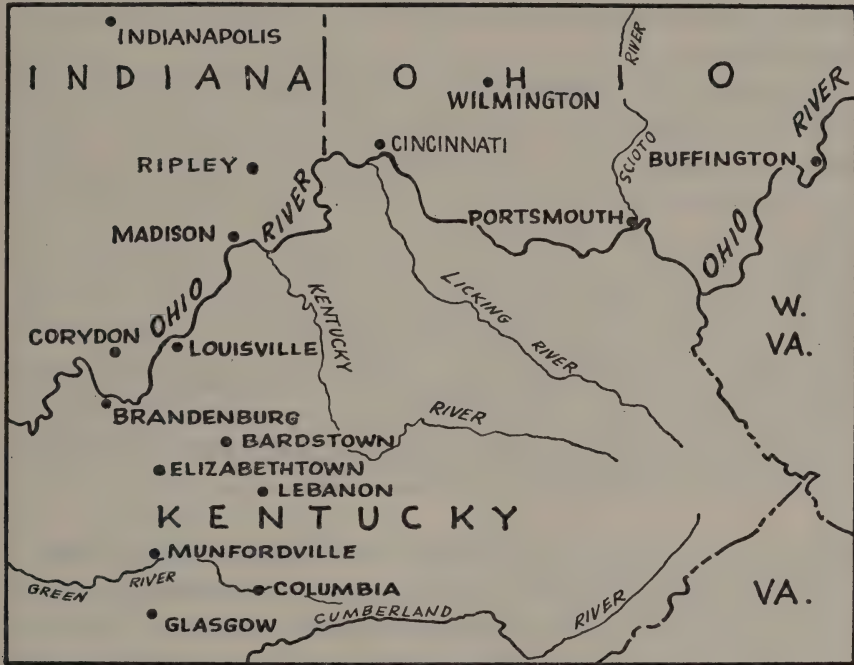 INDIANAPOLIS
INDIANA
OHIO
WILMINGTON
RIVER
RIVER
CINCINNATI
SCIOTO
BUFFINGTON
RIPLEY
RIVER
PORTSMOUTH
MADISON
OHIO
OHIO
KENTUCKY
LICKING
RIVER
W.
VA.
CORYDON
LOUISVILLE
BRANDENBURG
RIVER
BARDSTOWN
ELIZABETHTOWN
LEBANON
KENTUCKY
MUNFORDVILLE
GREEN
RIVER
COLUMBIA
CUMBERLAND
RIVER
VA.
GLASGOW